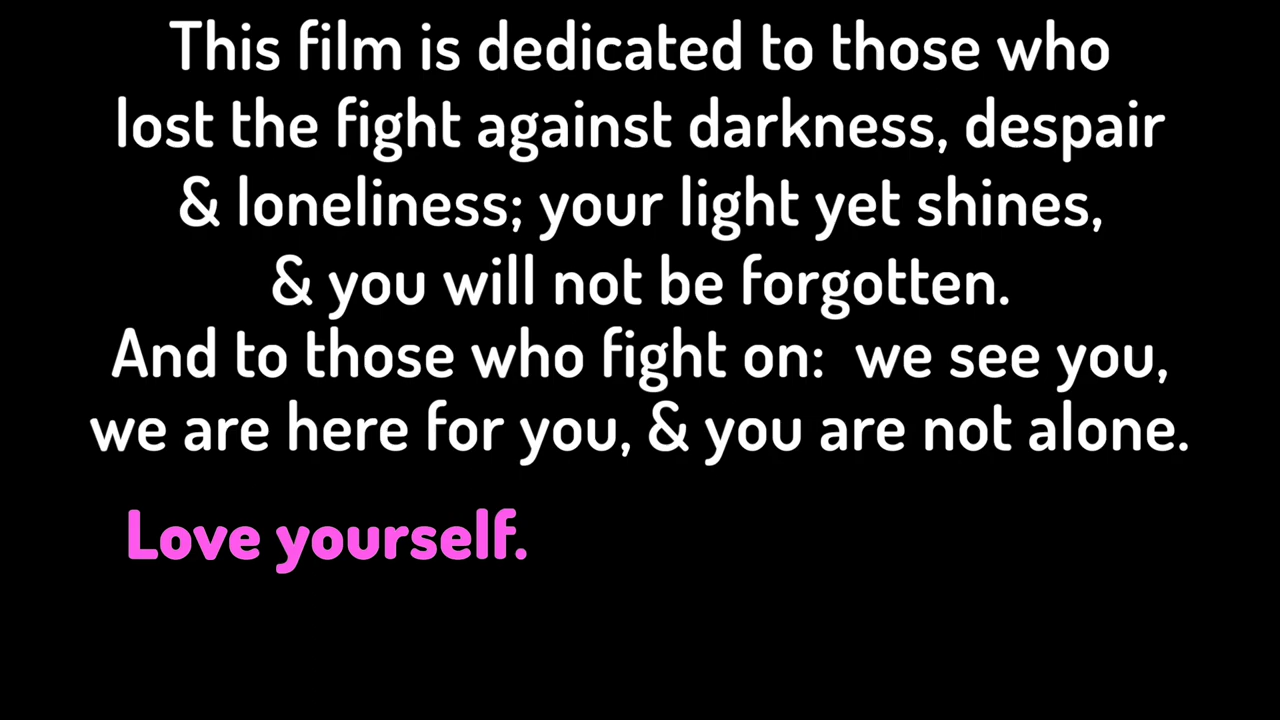 This film is dedicated to those who
lost the fight against darkness, despair
& loneliness; your light yet shines,
& you will not be forgotten.
And to those who fight on:  we see you,
we are here for you, & you are not alone.
Love yourself.